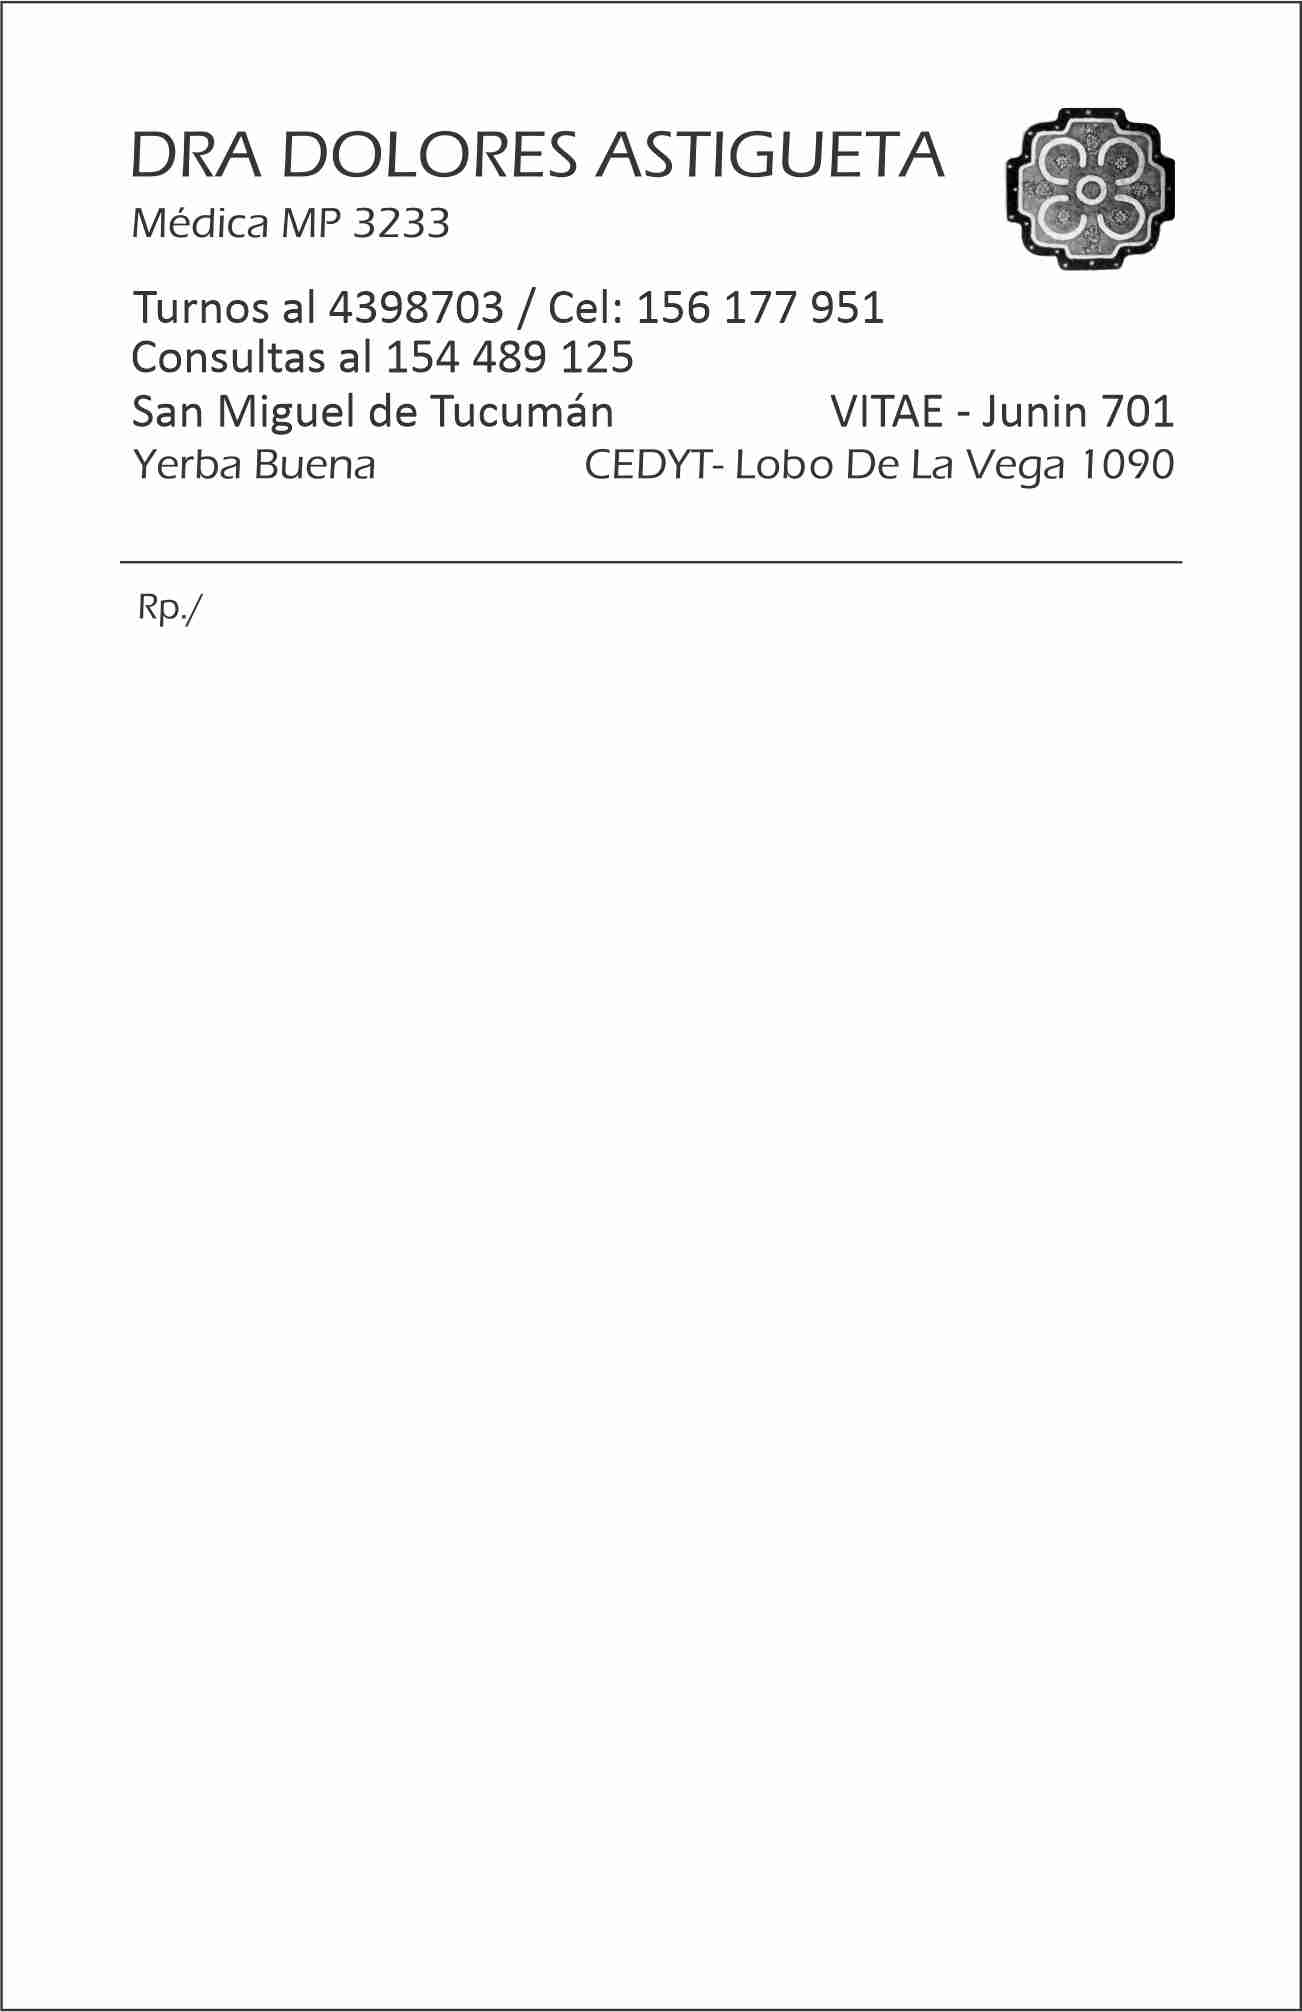 DRA DOLORES ASTIGUETA
Médica MP 3233
Turnos al 4398703 / Cel: 156 177 951
Consultas al 154 489 125
San Miguel de Tucumán VITAE - Junin 701
Yerba Buena CEDYT- Lobo De La Vega 1090
Rp./